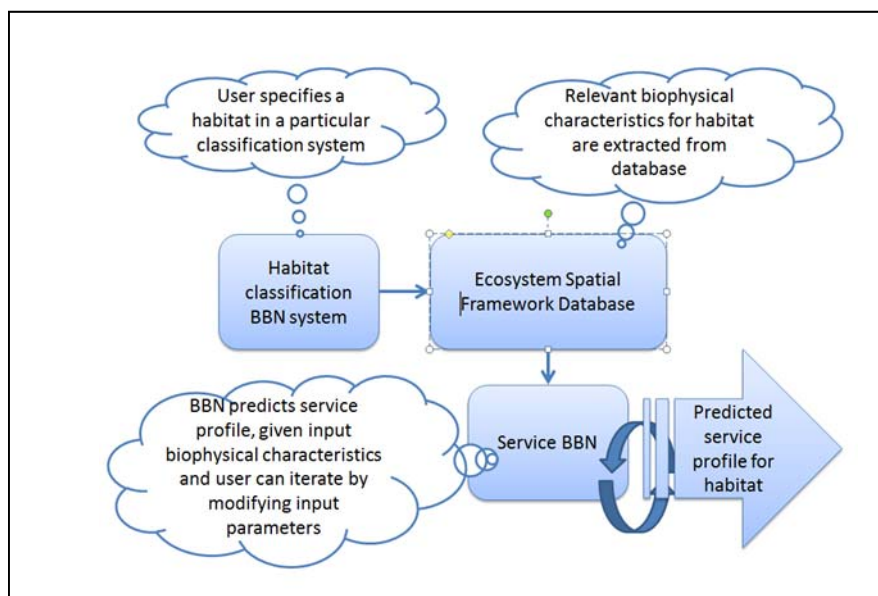 User specifies a
habitat in a particular
classification system
Relevant biophysical
characteristics for habitat
are extracted from
database
Habitat
classification
BBN system
Ecosystem Spatial
Framework Database
BBN predicts service
profile, given input
biophysical characteristics
and user can iterate by
modifying input
parameters
Service BBN
Predicted
service
profile for
habitat